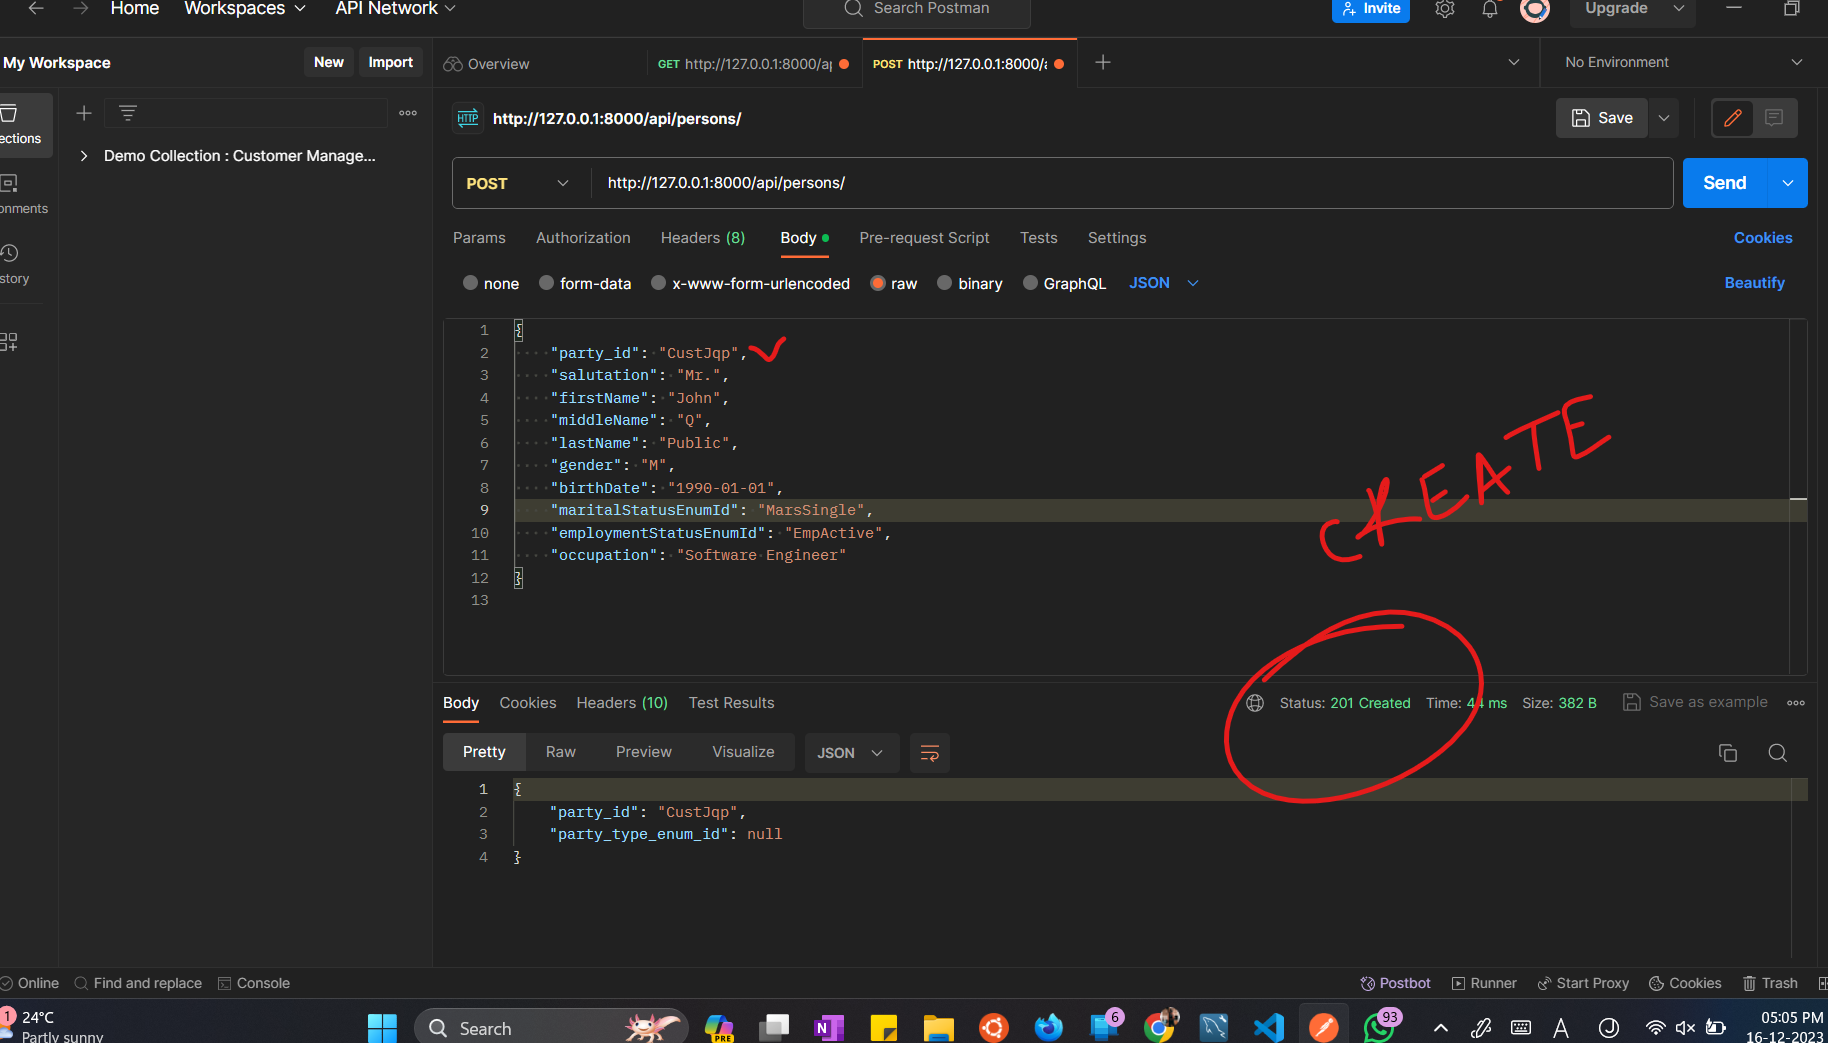 Home Workspaces API Network Search Postman Invite Upgrade
My Workspace New Import Overview GET http://127.0.0.1:8000/ap POST http://127.0.0.1:8000/ No Environment
ections
onments
story
Demo Collection : Customer Manage...
HTTP http://127.0.0.1:8000/api/persons/ Save
POST http://127.0.0.1:8000/api/persons/ Send
Params Authorization Headers (8) Body Pre-request Script Tests Settings Cookies
none form-data x-www-form-urlencoded raw binary GraphQL JSON Beautify
1 {
2 "party_id": "CustJqp",
3 "salutation": "Mr.",
4 "firstName": "John",
5 "middleName": "Q",
6 "lastName": "Public",
7 "gender": "M",
8 "birthDate": "1990-01-01",
9 "maritalStatusEnumId": "MarsSingle",
10 "employmentStatusEnumId": "EmpActive",
11 "occupation": "Software Engineer"
12 }
13
CREATE
Body Cookies Headers (10) Test Results Status: 201 Created Time: 44 ms Size: 382 B Save as example
Pretty Raw Preview Visualize JSON
1 {
2 "party_id": "CustJqp",
3 "party_type_enum_id": null
4 }
Online Find and replace Console Postbot Runner Start Proxy Cookies Trash
1 24°C
Partly sunny
Search PRE N 6 93 A 05:05 PM
16-12-2023